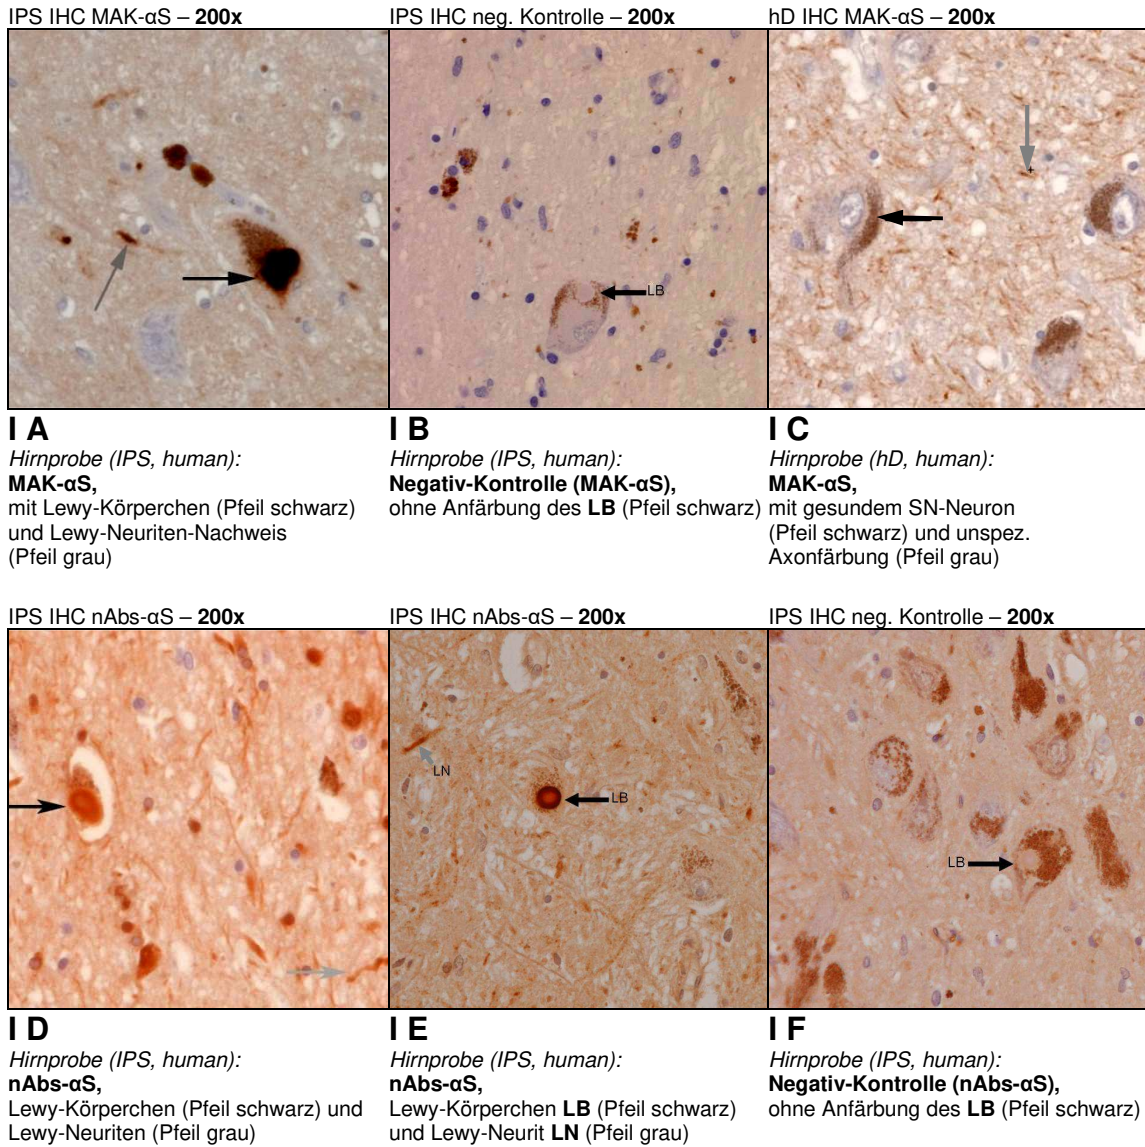 IPS IHC MAK-αS – 200x
IPS IHC neg. Kontrolle – 200x
hD IHC MAK-αS – 200x
LB
I A
Hirnprobe (IPS, human):
MAK-αS,
mit Lewy-Körperchen (Pfeil schwarz)
und Lewy-Neuriten-Nachweis
(Pfeil grau)
I B
Hirnprobe (IPS, human):
Negativ-Kontrolle (MAK-αS),
ohne Anfärbung des LB (Pfeil schwarz)
I C
Hirnprobe (hD, human):
MAK-αS,
mit gesundem SN-Neuron
(Pfeil schwarz) und unspez.
Axonfärbung (Pfeil grau)
IPS IHC nAbs-αS – 200x
IPS IHC nAbs-αS – 200x
IPS IHC neg. Kontrolle – 200x
LN
LB
LB
I D
Hirnprobe (IPS, human):
nAbs-αS,
Lewy-Körperchen (Pfeil schwarz) und
Lewy-Neuriten (Pfeil grau)
I E
Hirnprobe (IPS, human):
nAbs-αS,
Lewy-Körperchen LB (Pfeil schwarz)
und Lewy-Neurit LN (Pfeil grau)
I F
Hirnprobe (IPS, human):
Negativ-Kontrolle (nAbs-αS),
ohne Anfärbung des LB (Pfeil schwarz)